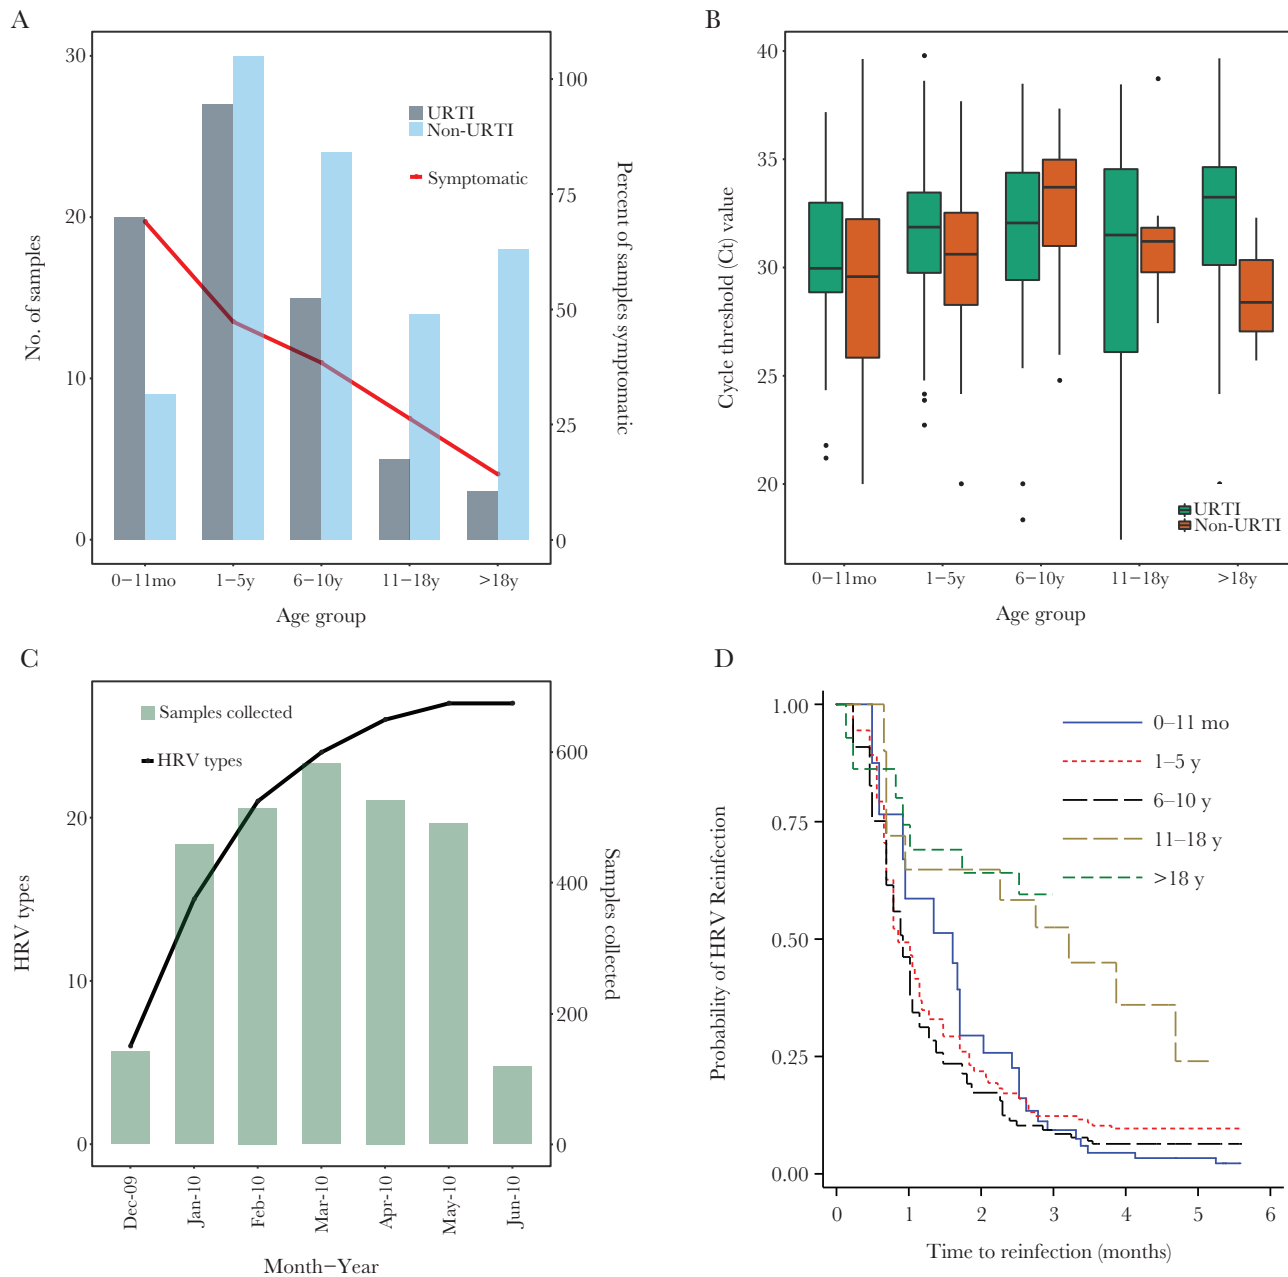 A
30
20
10
0
No. of samples
URTI
Non-URTI
Symptomatic
100
75
50
25
0
Percent of samples symptomatic
0–11mo 1–5y 6–10y 11–18y >18y
Age group
B
40
35
30
25
20
Cycle threshold (Ct) value
URTI
Non-URTI
0–11mo 1–5y 6–10y 11–18y >18y
Age group
C
20
10
0
HRV types
Samples collected
HRV types
600
400
200
0
Samples collected
Dec-09 Jan-10 Feb-10 Mar-10 Apr-10 May-10 Jun-10
Month–Year
D
1.00
0.75
0.50
0.25
0.00
Probability of HRV Reinfection
0–11 mo
1–5 y
6–10 y
11–18 y
>18 y
0 1 2 3 4 5 6
Time to reinfection (months)